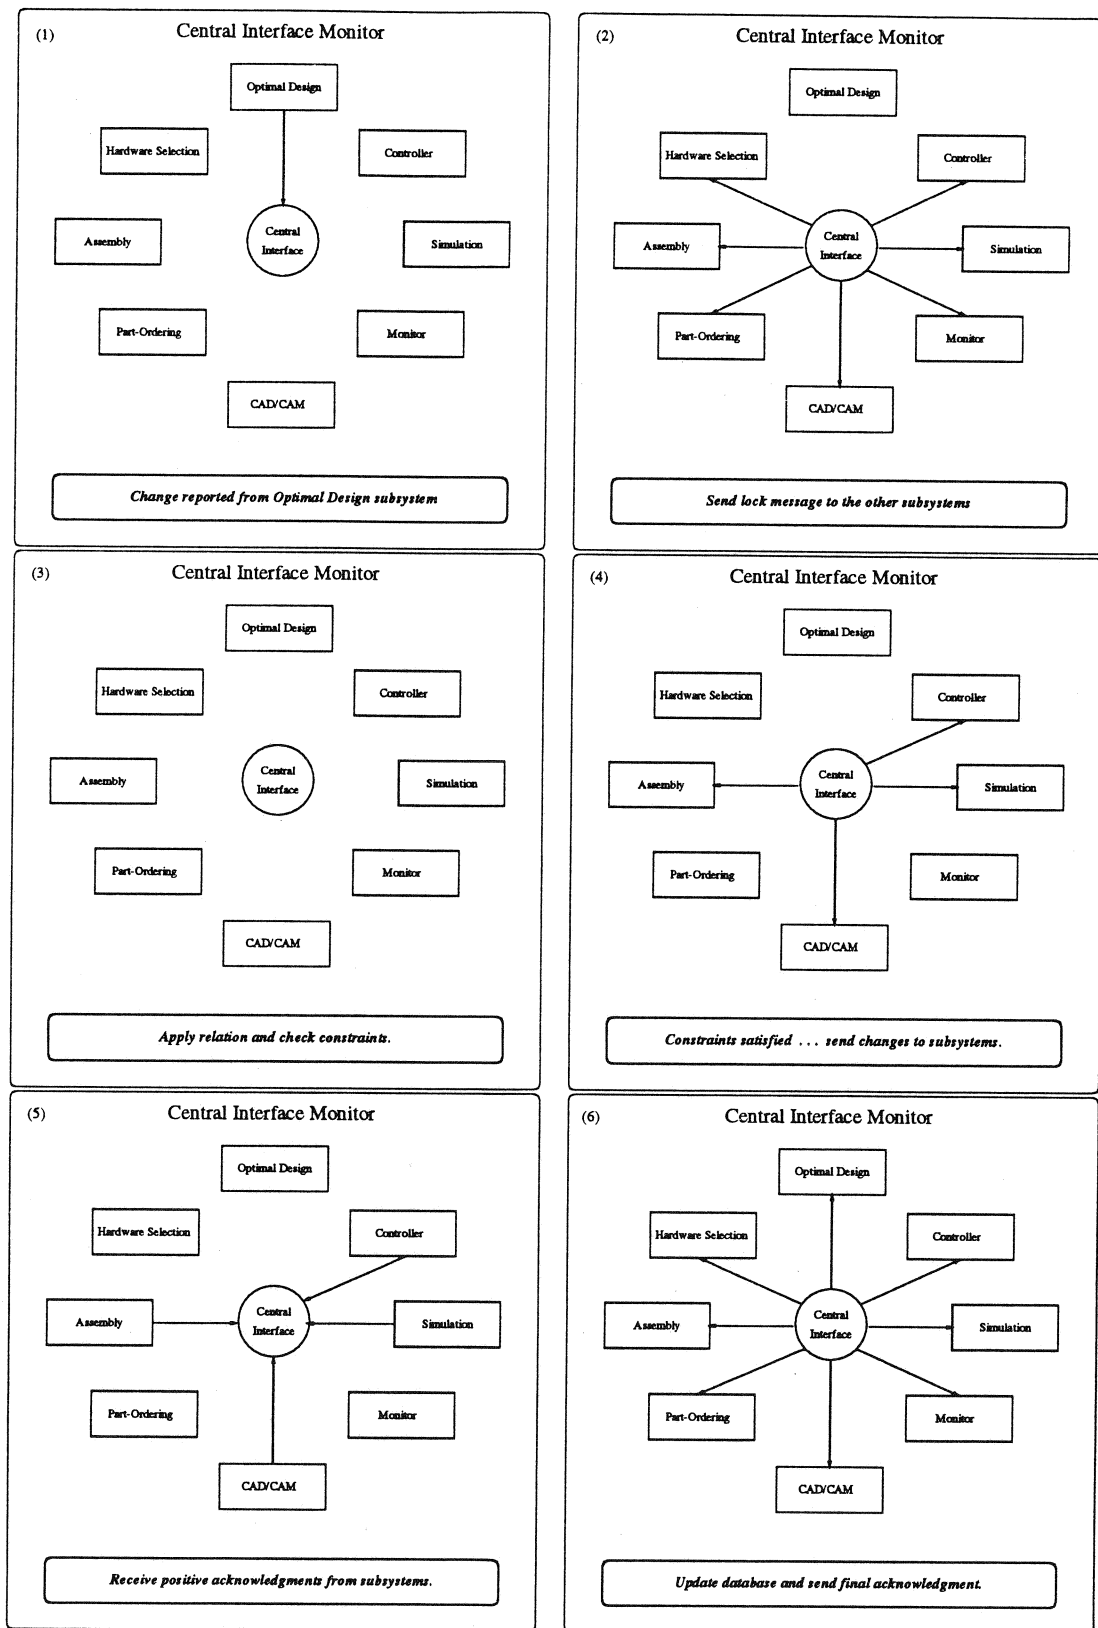 (1)
Central Interface Monitor
Optimal Design
Hardware Selection
Controller
Assembly
Central
Interface
Simulation
Part-Ordering
Monitor
CAD/CAM
Change reported from Optimal Design subsystem
(2)
Central Interface Monitor
Optimal Design
Hardware Selection
Controller
Assembly
Central
Interface
Simulation
Part-Ordering
Monitor
CAD/CAM
Send lock message to the other subsystems
(3)
Central Interface Monitor
Optimal Design
Hardware Selection
Controller
Assembly
Central
Interface
Simulation
Part-Ordering
Monitor
CAD/CAM
Apply relation and check constraints.
(4)
Central Interface Monitor
Optimal Design
Hardware Selection
Controller
Assembly
Central
Interface
Simulation
Part-Ordering
Monitor
CAD/CAM
Constraints satisfied ... send changes to subsystems.
(5)
Central Interface Monitor
Optimal Design
Hardware Selection
Controller
Assembly
Central
Interface
Simulation
Part-Ordering
Monitor
CAD/CAM
Receive positive acknowledgments from subsystems.
(6)
Central Interface Monitor
Optimal Design
Hardware Selection
Controller
Assembly
Central
Interface
Simulation
Part-Ordering
Monitor
CAD/CAM
Update database and send final acknowledgment.